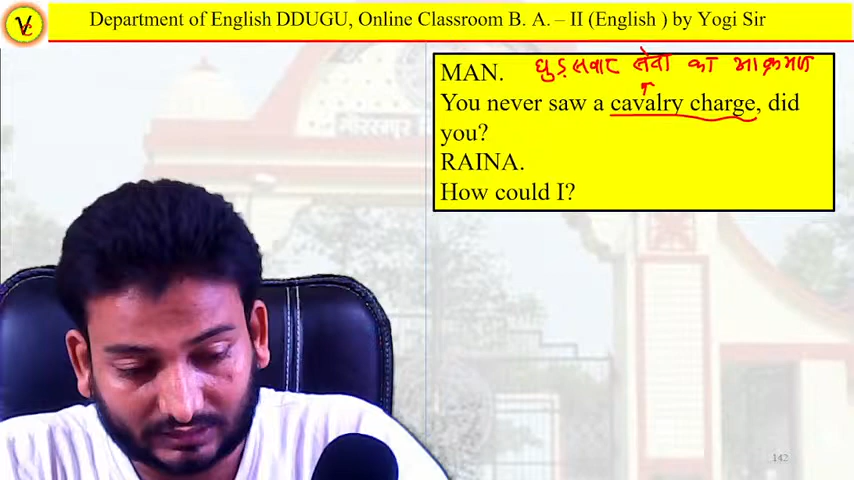 Department of English DDUGU, Online Classroom B. A. – II (English ) by Yogi Sir
MAN. घुड़सवार सेना का आक्रमण
You never saw a cavalry charge, did
you?
RAINA.
How could I?
142